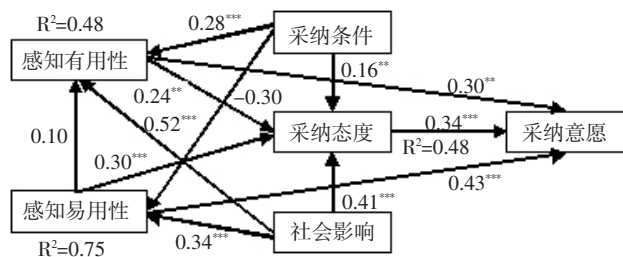 R²=0.48
0.28***
采纳条件
感知有用性
0.16**
0.30**
0.24**
-0.30
0.52***
0.10
采纳态度
0.34***
采纳意愿
R²=0.48
0.30***
0.43***
感知易用性
0.41***
0.34***
社会影响
R²=0.75